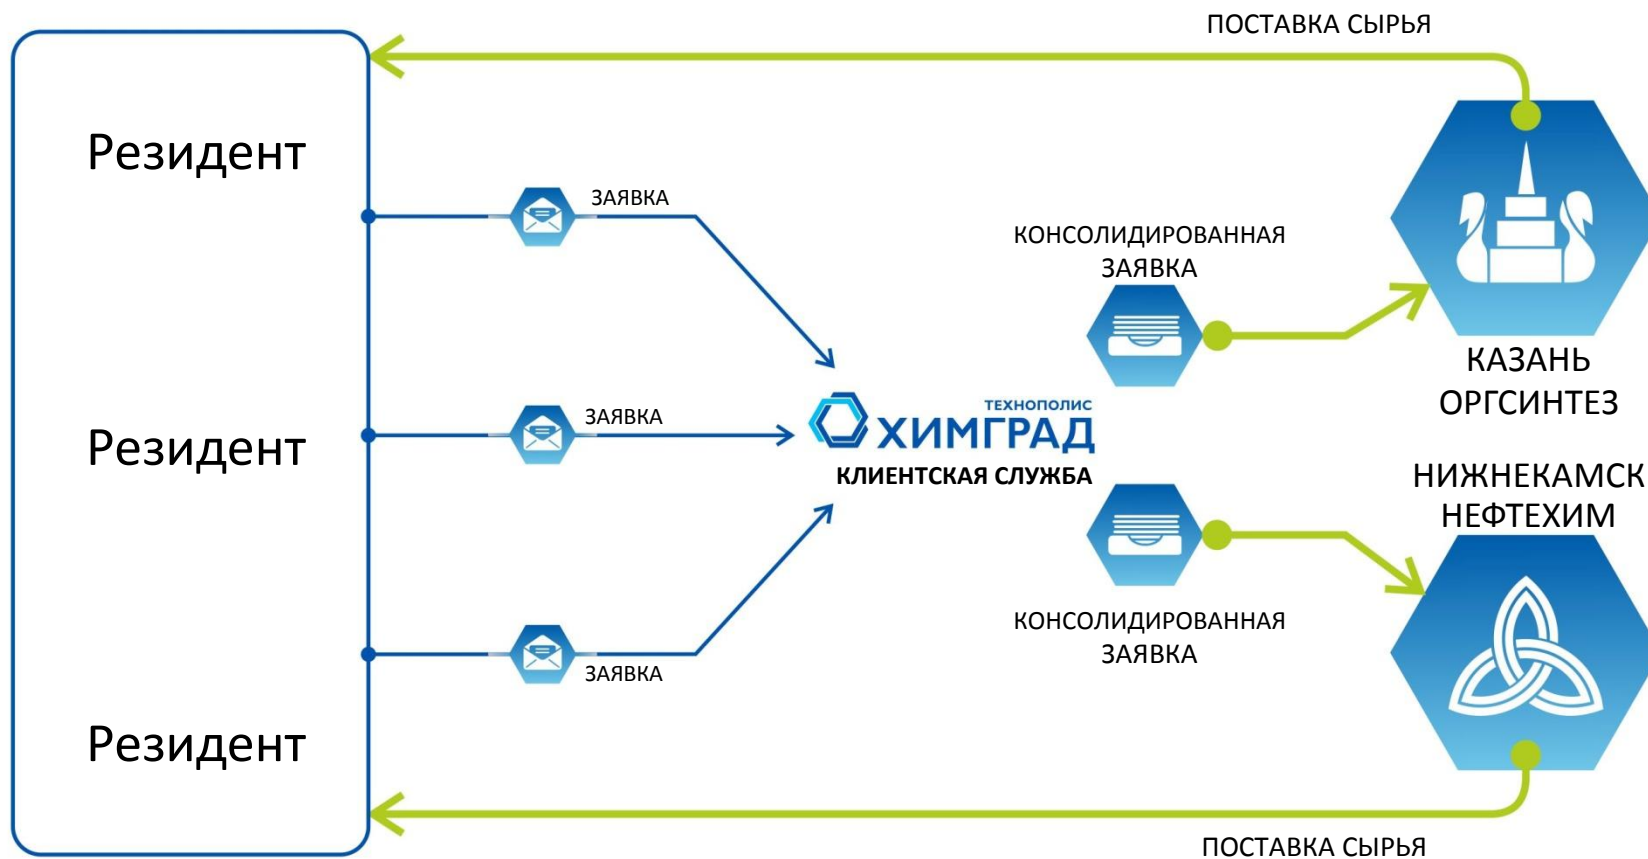 ПОСТАВКА СЫРЬЯ
Резидент
ЗАЯВКА
КОНСОЛИДИРОВАННАЯ
ЗАЯВКА
КАЗАНЬ
ОРГСИНТЕЗ
Резидент
ЗАЯВКА
ТЕХНОПОЛИС
ХИМГРАД
КЛИЕНТСКАЯ СЛУЖБА
НИЖНЕКАМСК
НЕФТЕХИМ
КОНСОЛИДИРОВАННАЯ
ЗАЯВКА
ЗАЯВКА
Резидент
ПОСТАВКА СЫРЬЯ